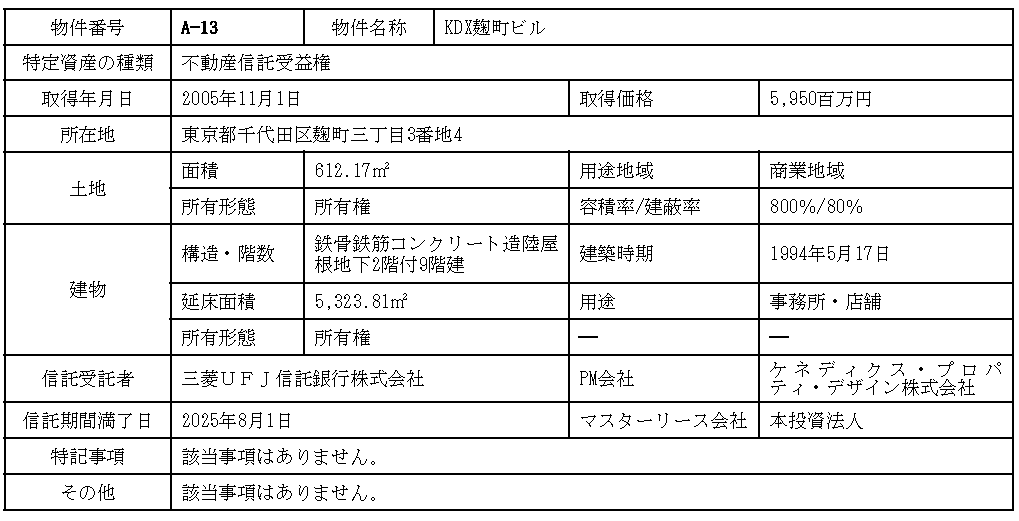 物件番号 A-13 物件名称 KDX麹町ビル
特定資産の種類 不動産信託受益権
取得年月日 2005年11月1日 取得価格 5,950百万円
所在地 東京都千代田区麹町三丁目3番地4
土地 面積 612.17㎡ 用途地域 商業地域
所有形態 所有権 容積率/建蔽率 800%/80%
建物 構造・階数 鉄骨鉄筋コンクリート造陸屋
根地下2階付9階建 建築時期 1994年5月17日
延床面積 5,323.81㎡ 用途 事務所・店舗
所有形態 所有権 ― ―
信託受託者 三菱UFJ信託銀行株式会社 PM会社 ケネディクス・プロパ
ティ・デザイン株式会社
信託期間満了日 2025年8月1日 マスターリース会社 本投資法人
特記事項 該当事項はありません。
その他 該当事項はありません。